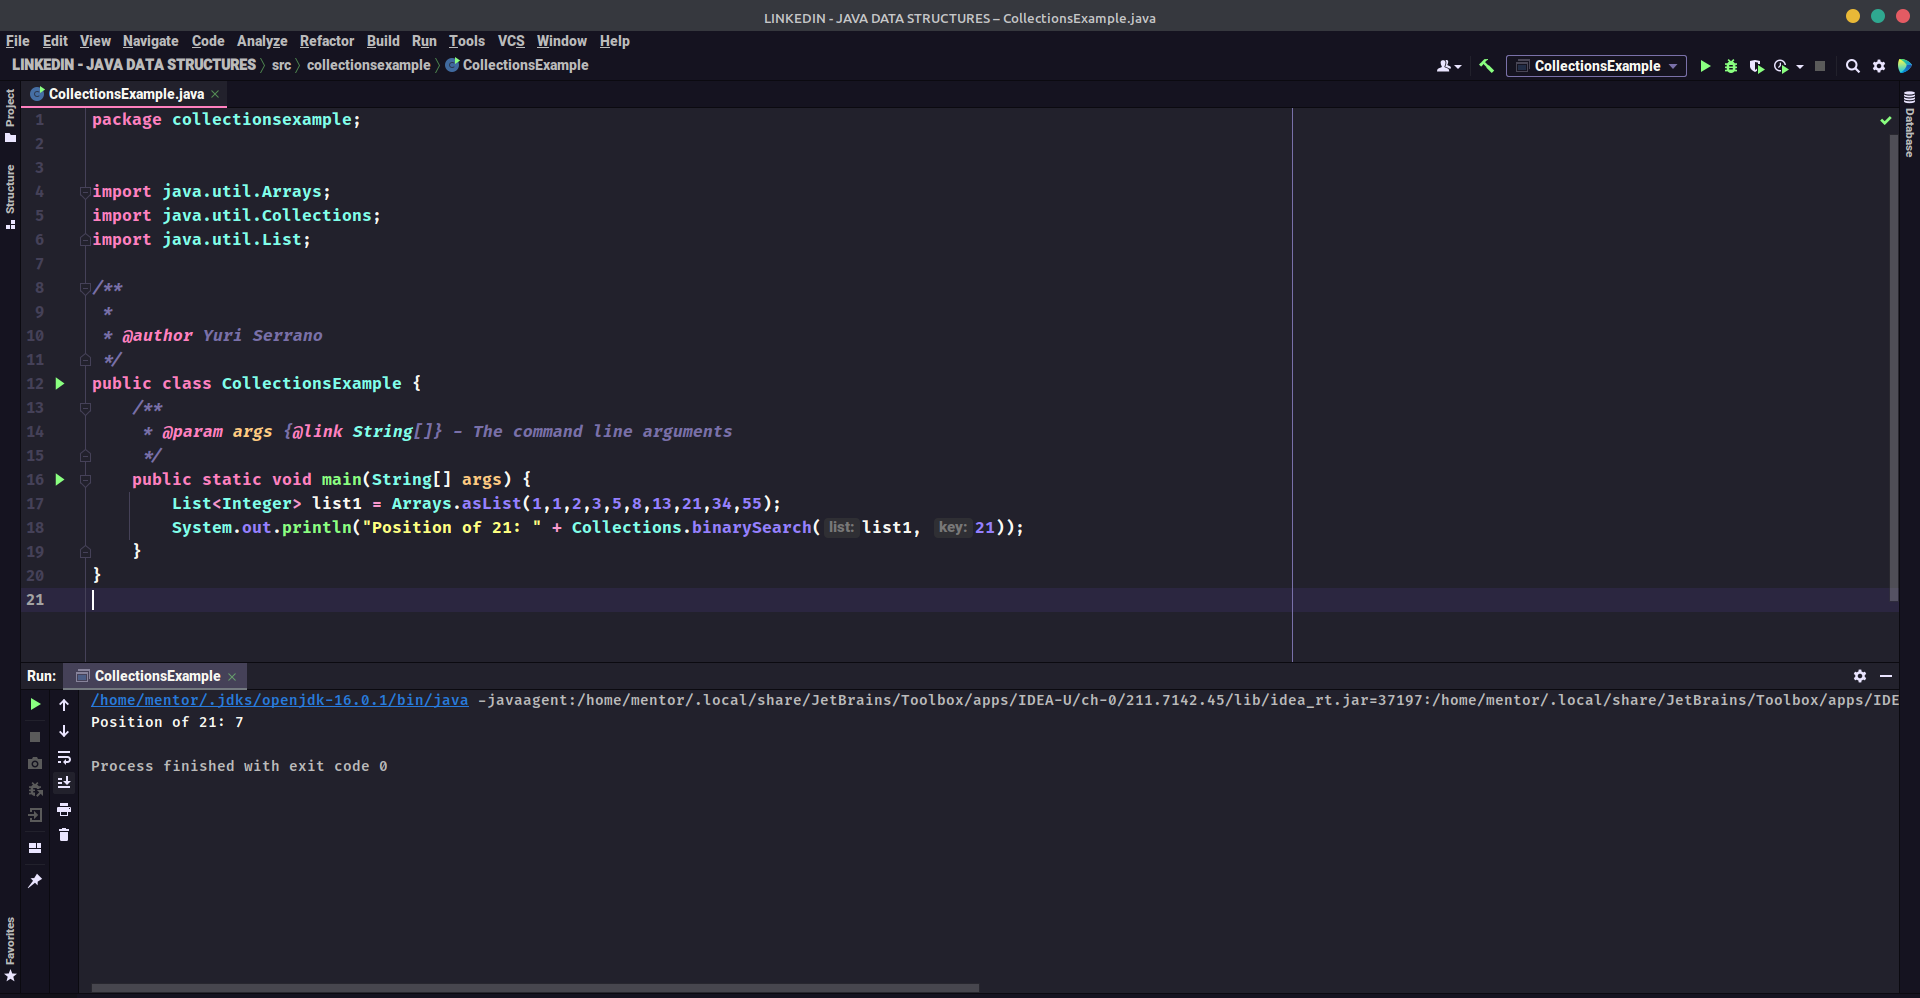 LINKEDIN - JAVA DATA STRUCTURES – CollectionsExample.java
File Edit View Navigate Code Analyze Refactor Build Run Tools VCS Window Help
LINKEDIN - JAVA DATA STRUCTURES src collectionsexample CollectionsExample
CollectionsExample
CollectionsExample.java
Project
Structure
Database
1 package collectionsexample;
2
3
4 import java.util.Arrays;
5 import java.util.Collections;
6 import java.util.List;
7
8 /**
9 *
10 * @author Yuri Serrano
11 */
12 public class CollectionsExample {
13 /**
14 * @param args {@link String[]} - The command line arguments
15 */
16 public static void main(String[] args) {
17 List<Integer> list1 = Arrays.asList(1,1,2,3,5,8,13,21,34,55);
18 System.out.println("Position of 21: " + Collections.binarySearch( list: list1, key: 21));
19 }
20 }
21
Run: CollectionsExample
/home/mentor/.jdks/openjdk-16.0.1/bin/java -javaagent:/home/mentor/.local/share/JetBrains/Toolbox/apps/IDEA-U/ch-0/211.7142.45/lib/idea_rt.jar=37197:/home/mentor/.local/share/JetBrains/Toolbox/apps/IDE
Position of 21: 7
Process finished with exit code 0
Favorites